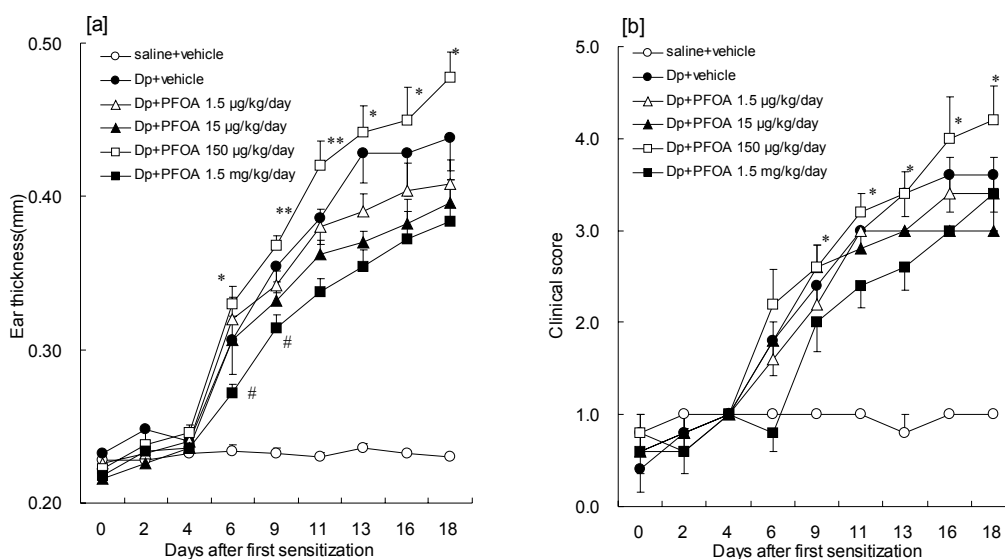 [a]
0.50
0.40
0.30
0.20
Ear thickness(mm)
saline+vehicle
Dp+vehicle
Dp+PFOA 1.5 µg/kg/day
Dp+PFOA 15 µg/kg/day
Dp+PFOA 150 µg/kg/day
Dp+PFOA 1.5 mg/kg/day
*
**
**
*
*
*
#
#
0 2 4 6 9 11 13 16 18
Days after first sensitization
[b]
5.0
4.0
3.0
2.0
1.0
0.0
Clinical score
saline+vehicle
Dp+vehicle
Dp+PFOA 1.5 µg/kg/day
Dp+PFOA 15 µg/kg/day
Dp+PFOA 150 µg/kg/day
Dp+PFOA 1.5 mg/kg/day
*
*
*
*
*
0 2 4 6 9 11 13 16 18
Days after first sensitization